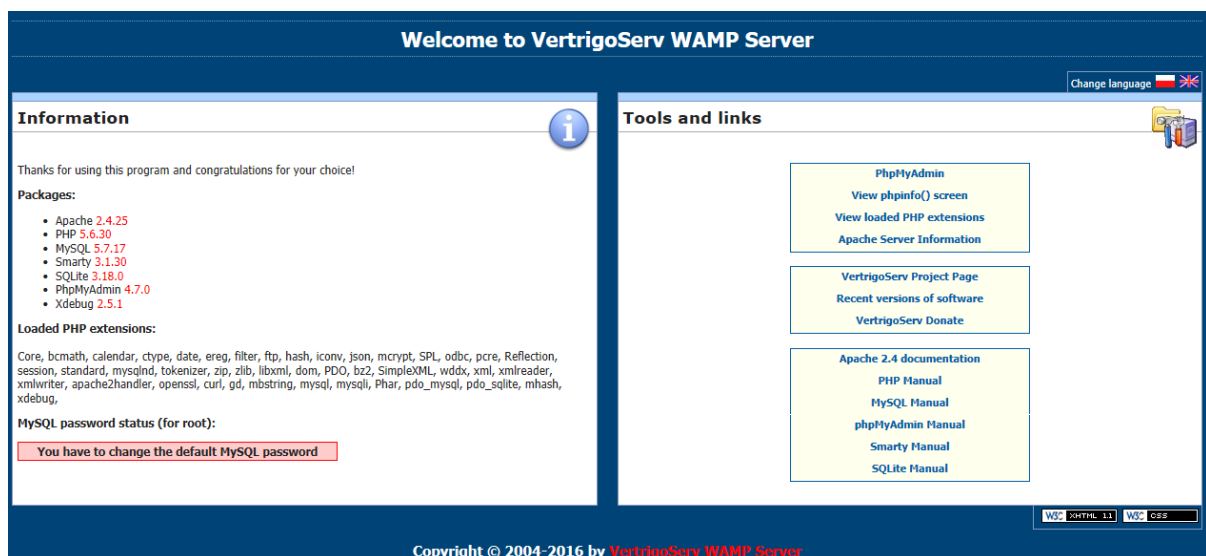 Welcome to VertrigoServ WAMP Server
Change language
Information
Thanks for using this program and congratulations for your choice!
Packages:
Apache 2.4.25
PHP 5.6.30
MySQL 5.7.17
Smarty 3.1.30
SQLite 3.18.0
PhpMyAdmin 4.7.0
Xdebug 2.5.1
Loaded PHP extensions:
Core, bcmath, calendar, ctype, date, ereg, filter, ftp, hash, iconv, json, mcrypt, SPL, odbc, pcre, Reflection,
session, standard, mysqlnd, tokenizer, zip, zlib, libxml, dom, PDO, bz2, SimpleXML, wddx, xml, xmlreader,
xmlwriter, apache2handler, openssl, curl, gd, mbstring, mysql, mysqli, Phar, pdo_mysql, pdo_sqlite, mhash,
xdebug,
MySQL password status (for root):
You have to change the default MySQL password
Tools and links
PhpMyAdmin
View phpinfo() screen
View loaded PHP extensions
Apache Server Information
VertrigoServ Project Page
Recent versions of software
VertrigoServ Donate
Apache 2.4 documentation
PHP Manual
MySQL Manual
phpMyAdmin Manual
Smarty Manual
SQLite Manual
W3C XHTML 1.1 W3C CSS
Copyright © 2004-2016 by VertrigoServ WAMP Server